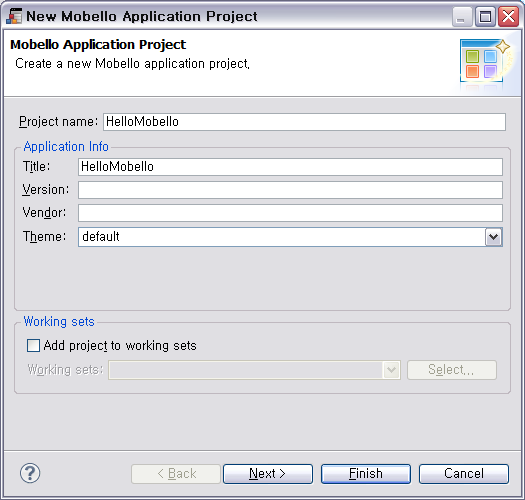 New Mobello Application Project
Mobello Application Project
Create a new Mobello application project,
Project name: HelloMobello
Application Info
Title: HelloMobello
Version:
Vendor:
Theme: default
Working sets
Add project to working sets
Working sets: Select...
? < Back Next > Finish Cancel